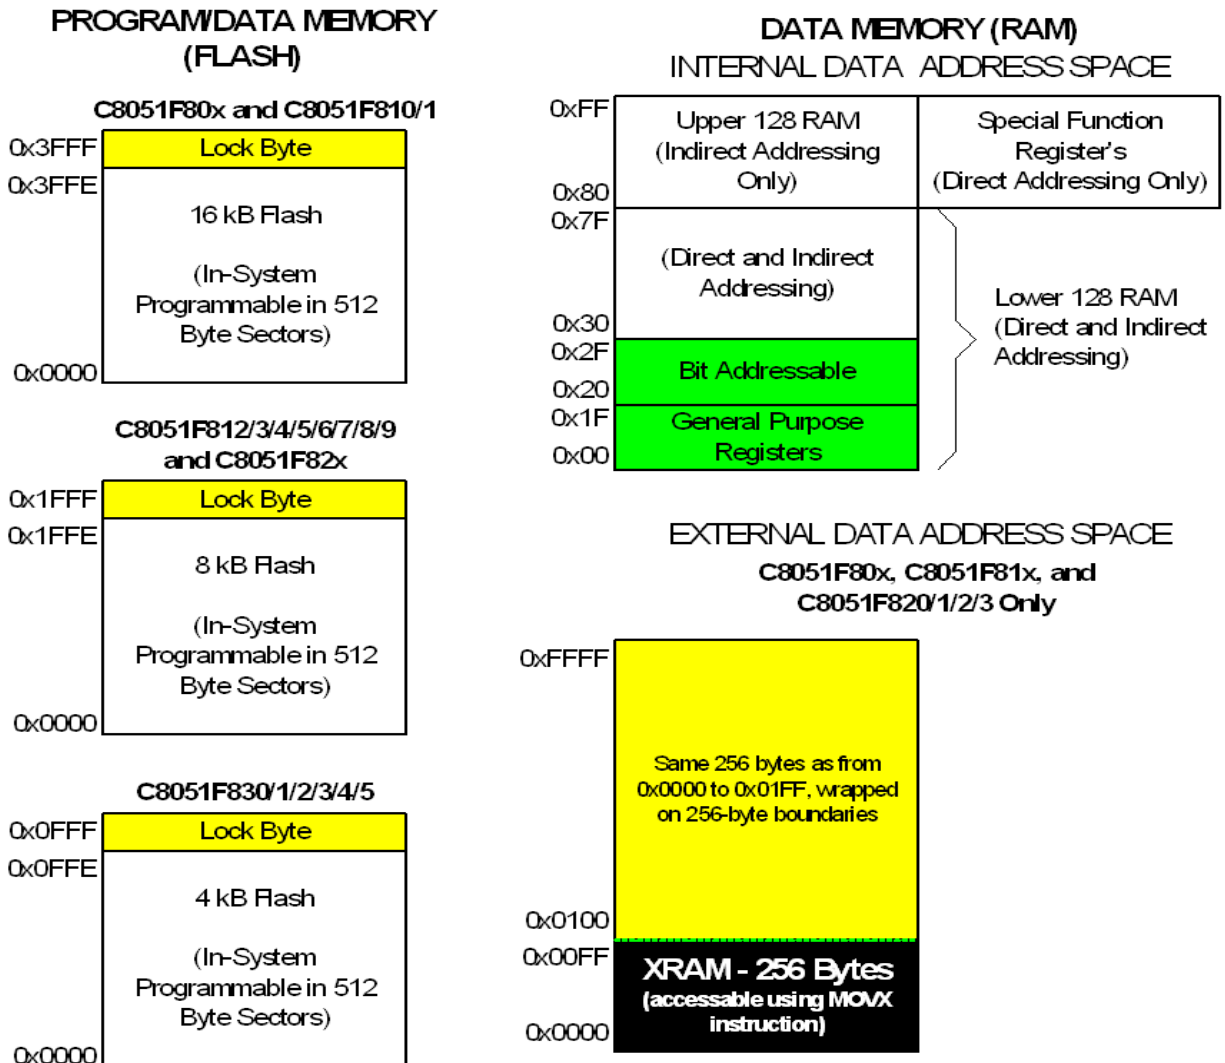 PROGRAM/DATA MEMORY
(FLASH)
C8051F80x and C8051F810/1
0x3FFF
Lock Byte
0x3FFE
16 kB Flash
(In-System
Programmable in 512
Byte Sectors)
0x0000
C8051F812/3/4/5/6/7/8/9
and C8051F82x
0x1FFF
Lock Byte
0x1FFE
8 kB Flash
(In-System
Programmable in 512
Byte Sectors)
0x0000
C8051F830/1/2/3/4/5
0x0FFF
Lock Byte
0x0FFE
4 kB Flash
(In-System
Programmable in 512
Byte Sectors)
0x0000
DATA MEMORY (RAM)
INTERNAL DATA ADDRESS SPACE
0xFF
Upper 128 RAM
(Indirect Addressing
Only)
0x80
Special Function
Register's
(Direct Addressing Only)
0x7F
(Direct and Indirect
Addressing)
0x30
0x2F
Bit Addressable
0x20
0x1F
General Purpose
Registers
0x00
Lower 128 RAM
(Direct and Indirect
Addressing)
EXTERNAL DATA ADDRESS SPACE
C8051F80x, C8051F81x, and
C8051F820/1/2/3 Only
0xFFFF
Same 256 bytes as from
0x0000 to 0x01FF, wrapped
on 256-byte boundaries
0x0100
0x00FF
XRAM - 256 Bytes
(accessable using MOVX
instruction)
0x0000